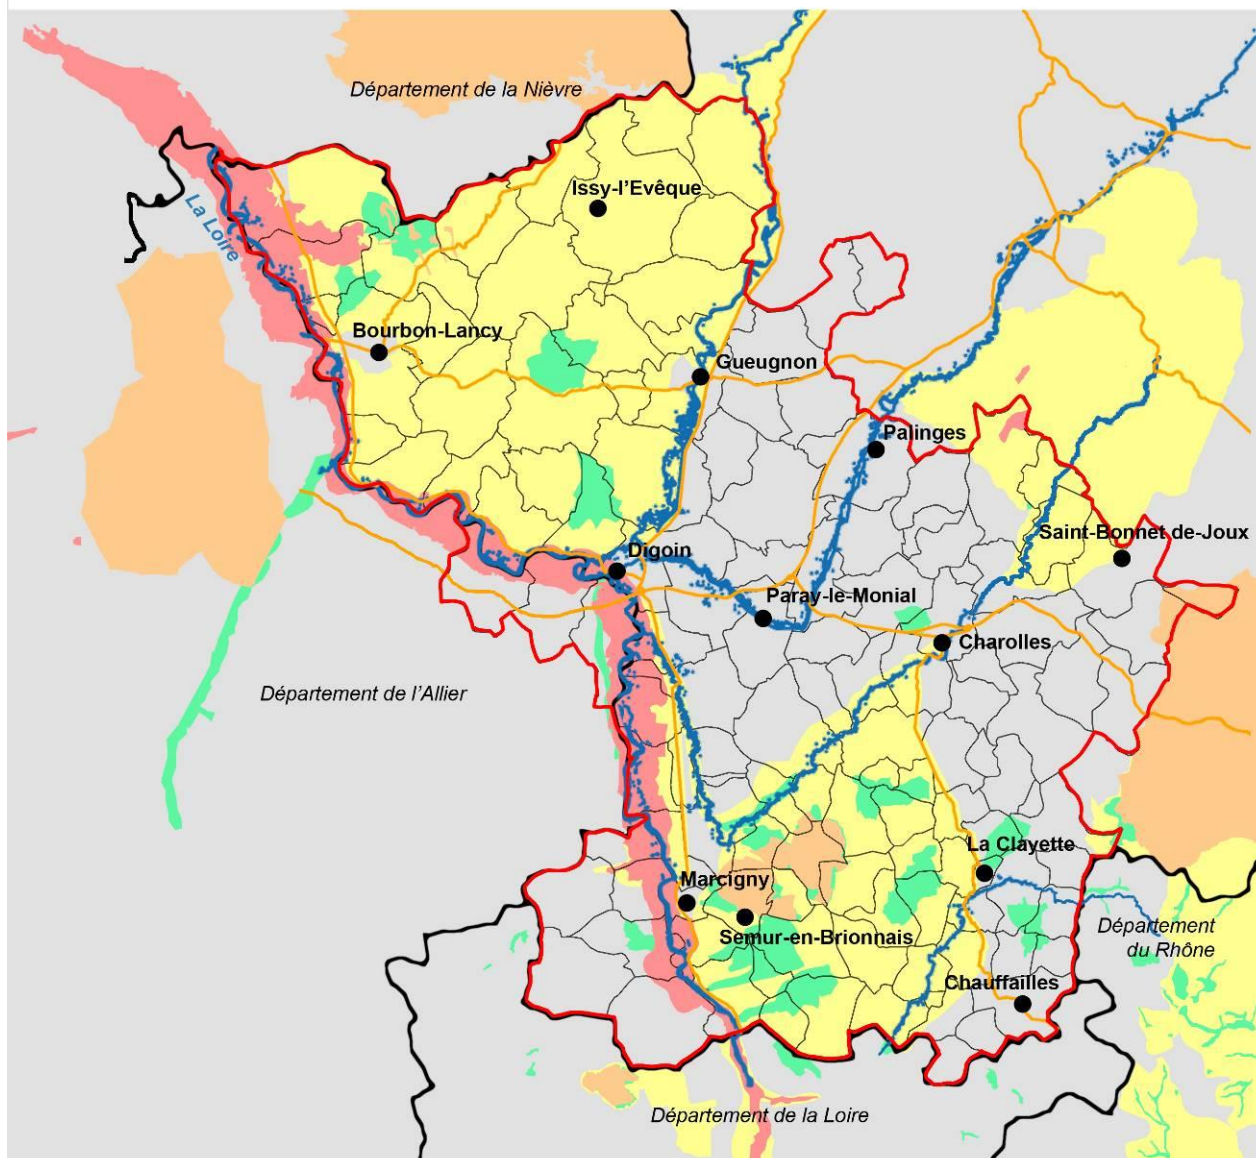 Département de la Nièvre
Issy-l'Evêque
La Loire
Bourbon-Lancy
Gueugnon
Palinges
Saint-Bonnet-de-Joux
Digoin
Paray-le-Monial
Charolles
Département de l'Allier
La Clayette
Marcigny
Semur-en-Brionnais
Département
du Rhône
Chauffailles
Département de la Loire